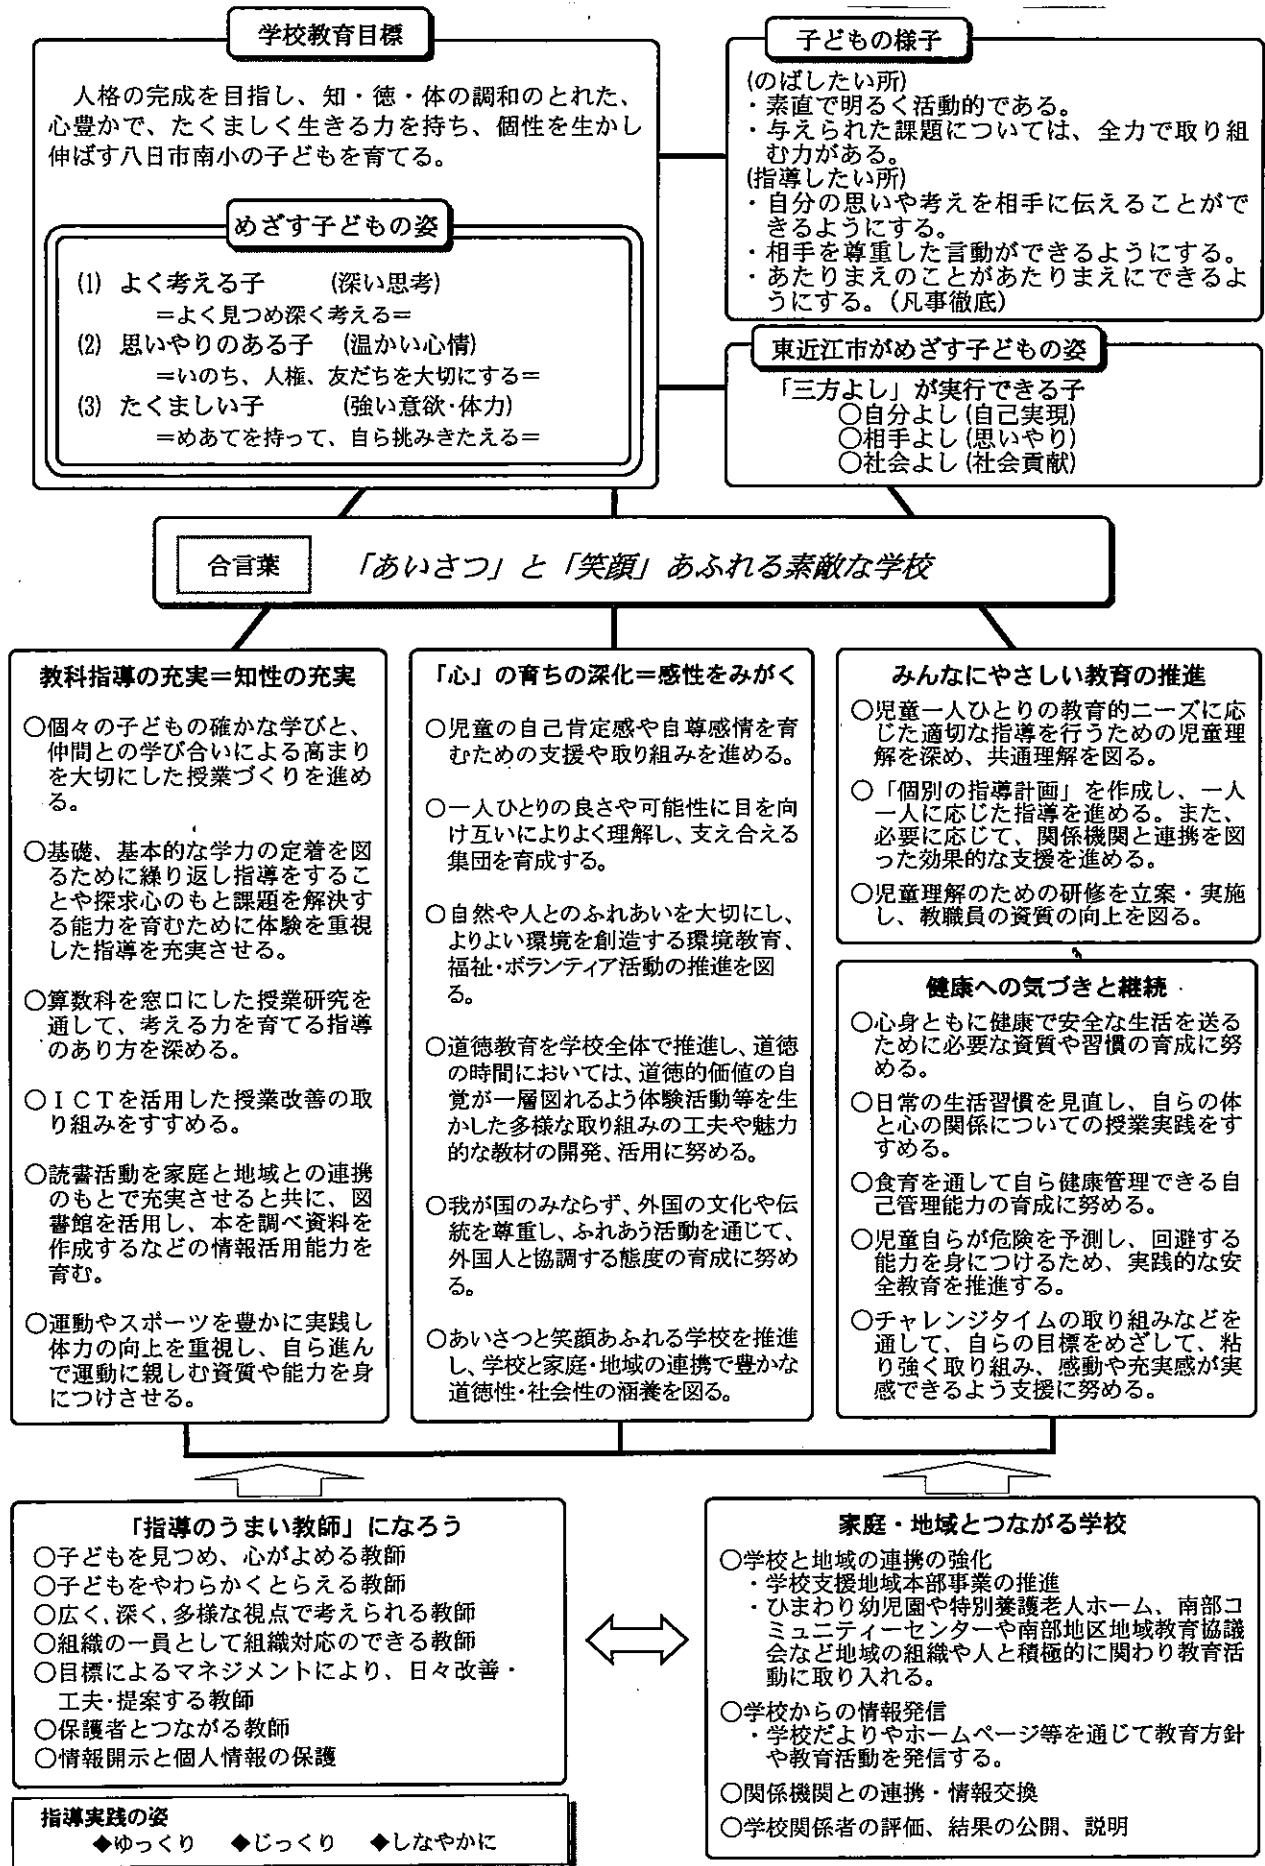 学校教育目標
人格の完成を目指し、知・徳・体の調和のとれた、
心豊かで、たくましく生きる力を持ち、個性を生かし
伸ばす八日市南小の子どもを育てる。
めざす子どもの姿
(1) よく考える子 (深い思考)
＝よく見つめ深く考える＝
(2) 思いやりのある子 (温かい心情)
＝いのち、人権、友だちを大切にする＝
(3) たくましい子 (強い意欲・体力)
＝めあてを持って、自ら挑みきたえる＝
子どもの様子
(のばしたい所)
・素直で明るく活動的である。
・与えられた課題については、全力で取り組
む力がある。
(指導したい所)
・自分の思いや考えを相手に伝えることがで
きるようにする。
・相手を尊重した言動ができるようにする。
・あたりまえのことがあたりまえにできるよ
うにする。(凡事徹底)
東近江市がめざす子どもの姿
「三方よし」が実行できる子
○自分よし(自己実現)
○相手よし(思いやり)
○社会よし(社会貢献)
合言葉 「あいさつ」と「笑顔」あふれる素敵な学校
教科指導の充実＝知性の充実
○個々の子どもの確かな学びと、
仲間との学び合いによる高まり
を大切にした授業づくりを進め
る。
○基礎、基本的な学力の定着を図
るために繰り返し指導をするこ
とや探求心のもと課題を解決す
る能力を育むために体験を重視
した指導を充実させる。
○算数科を窓口にした授業研究を
通して、考える力を育てる指導
のあり方を深める。
○ＩＣＴを活用した授業改善の取
り組みをすすめる。
○読書活動を家庭と地域との連携
のもとで充実させると共に、図
書館を活用し、本を調べ資料を
作成するなどの情報活用能力を
育む。
○運動やスポーツを豊かに実践し
体力の向上を重視し、自ら進ん
で運動に親しむ資質や能力を身
につけさせる。
「心」の育ちの深化＝感性をみがく
○児童の自己肯定感や自尊感情を育
むための支援や取り組みを進める。
○一人ひとりの良さや可能性に目を向
け互いによりよく理解し、支え合える
集団を育成する。
○自然や人とのふれあいを大切にし、
よりよい環境を創造する環境教育、
福祉・ボランティア活動の推進を図
る。
○道徳教育を学校全体で推進し、道徳
の時間においては、道徳的価値の自
覚が一層図れるよう体験活動等を生
かした多様な取り組みの工夫や魅力
的な教材の開発、活用に努める。
○我が国のみならず、外国の文化や伝
統を尊重し、ふれあう活動を通じて、
外国人と協調する態度の育成に努め
る。
○あいさつと笑顔あふれる学校を推進
し、学校と家庭・地域の連携で豊かな
道徳性・社会性の涵養を図る。
みんなにやさしい教育の推進
○児童一人ひとりの教育的ニーズに応
じた適切な指導を行うための児童理
解を深め、共通理解を図る。
○「個別の指導計画」を作成し、一人
一人に応じた指導を進める。また、
必要に応じて、関係機関と連携を図
った効果的な支援を進める。
○児童理解のための研修を立案・実施
し、教職員の資質の向上を図る。
健康への気づきと継続
○心身ともに健康で安全な生活を送る
ために必要な資質や習慣の育成に努
める。
○日常の生活習慣を見直し、自らの体
と心の関係についての授業実践をす
すめる。
○食育を通して自ら健康管理できる自
己管理能力の育成に努める。
○児童自らが危険を予測し、回避する
能力を身につけるため、実践的な安
全教育を推進する。
○チャレンジタイムの取り組みなどを
通して、自らの目標をめざして、粘
り強く取り組み、感動や充実感が実
感できるよう支援に努める。
「指導のうまい教師」になろう
○子どもを見つめ、心がよめる教師
○子どもをやわらかくとらえる教師
○広く、深く、多様な視点で考えられる教師
○組織の一員として組織対応のできる教師
○目標によるマネジメントにより、日々改善・
工夫・提案する教師
○保護者とつながる教師
○情報開示と個人情報の保護
指導実践の姿
◆ゆっくり ◆じっくり ◆しなやかに
家庭・地域とつながる学校
○学校と地域の連携の強化
・学校支援地域本部事業の推進
・ひまわり幼児園や特別養護老人ホーム、南部コ
ミュニティーセンターや南部地区地域教育協議
会など地域の組織や人と積極的に関わり教育活
動に取り入れる。
○学校からの情報発信
・学校だよりやホームページ等を通じて教育方針
や教育活動を発信する。
○関係機関との連携・情報交換
○学校関係者の評価、結果の公開、説明